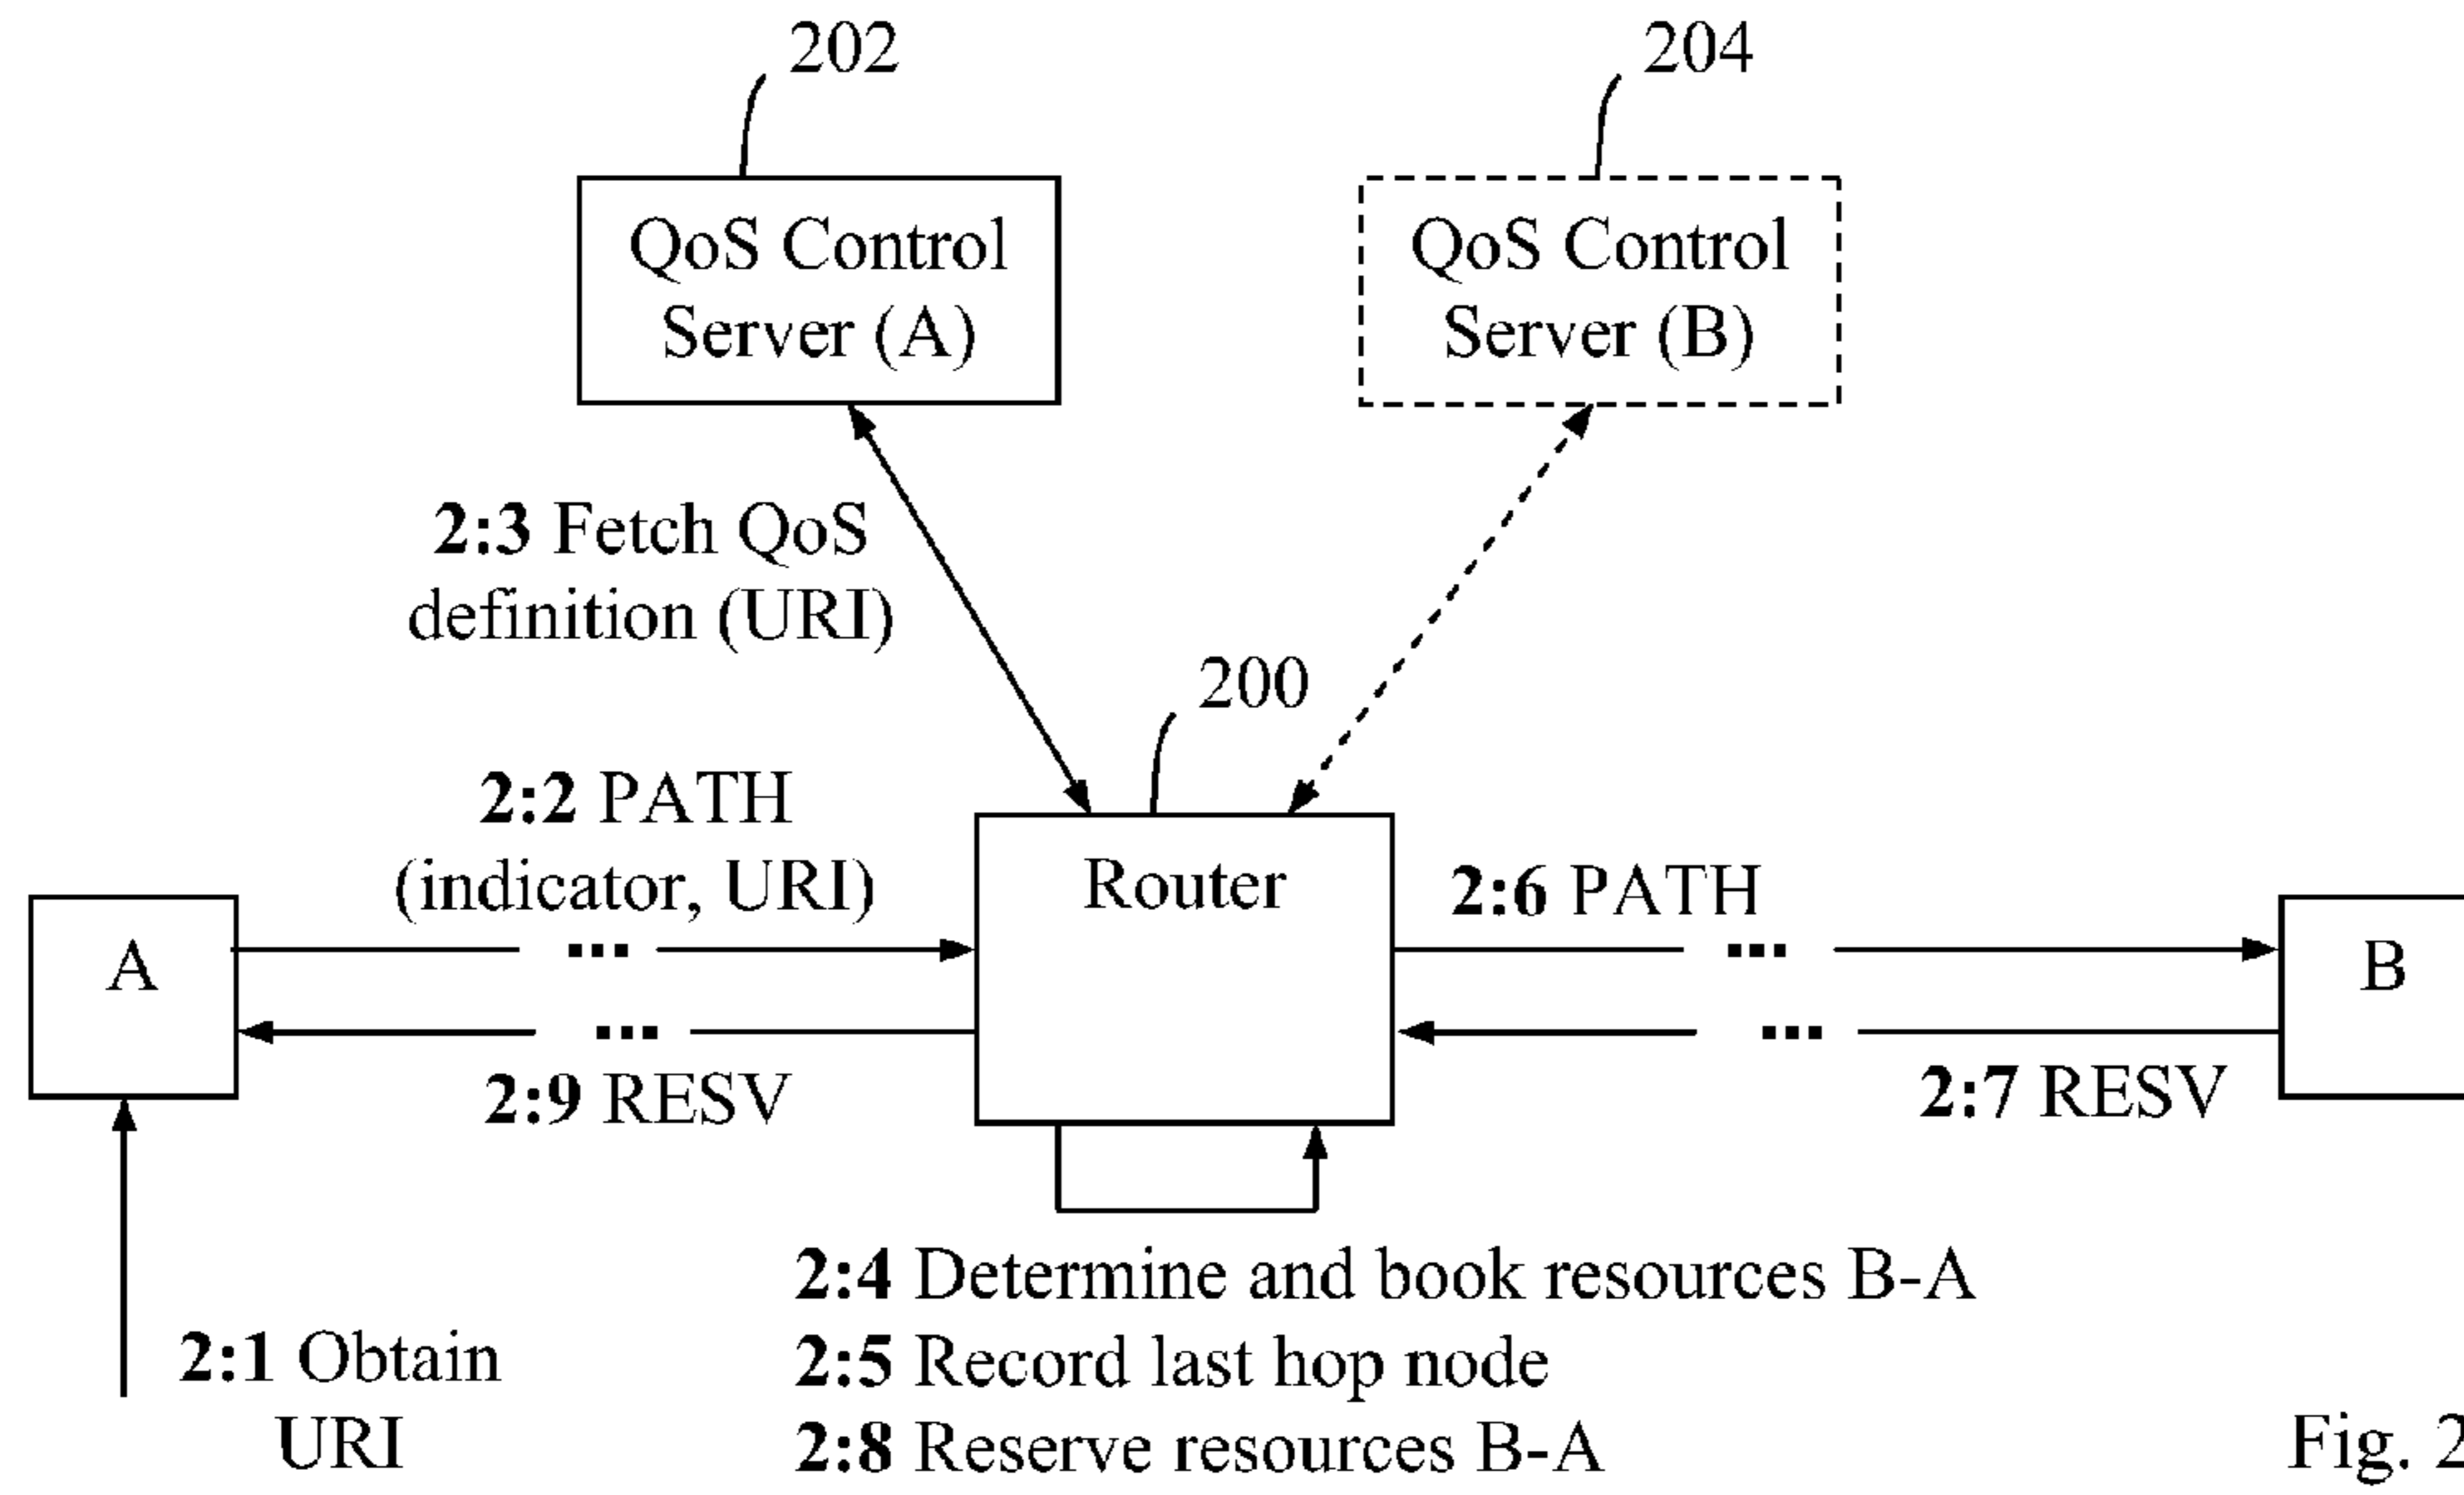 202
204
QoS Control
Server (A)
QoS Control
Server (B)
2:3 Fetch QoS
definition (URI)
200
2:2 PATH
(indicator, URI)
Router
2:6 PATH
A
B
2:9 RESV
2:7 RESV
2:4 Determine and book resources B-A
2:5 Record last hop node
2:8 Reserve resources B-A
2:1 Obtain
URI
Fig. 2